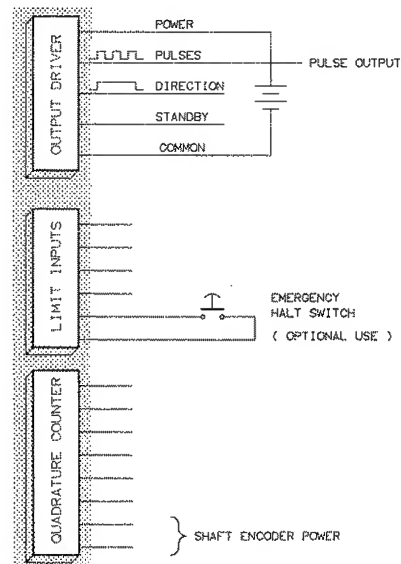 OUTPUT DRIVER
POWER
PULSES
PULSE OUTPUT
DIRECTION
STANDBY
COMMON
LIMIT INPUTS
EMERGENCY
HALT SWITCH
( OPTIONAL USE )
QUADRATURE COUNTER
SHAFT ENCODER POWER